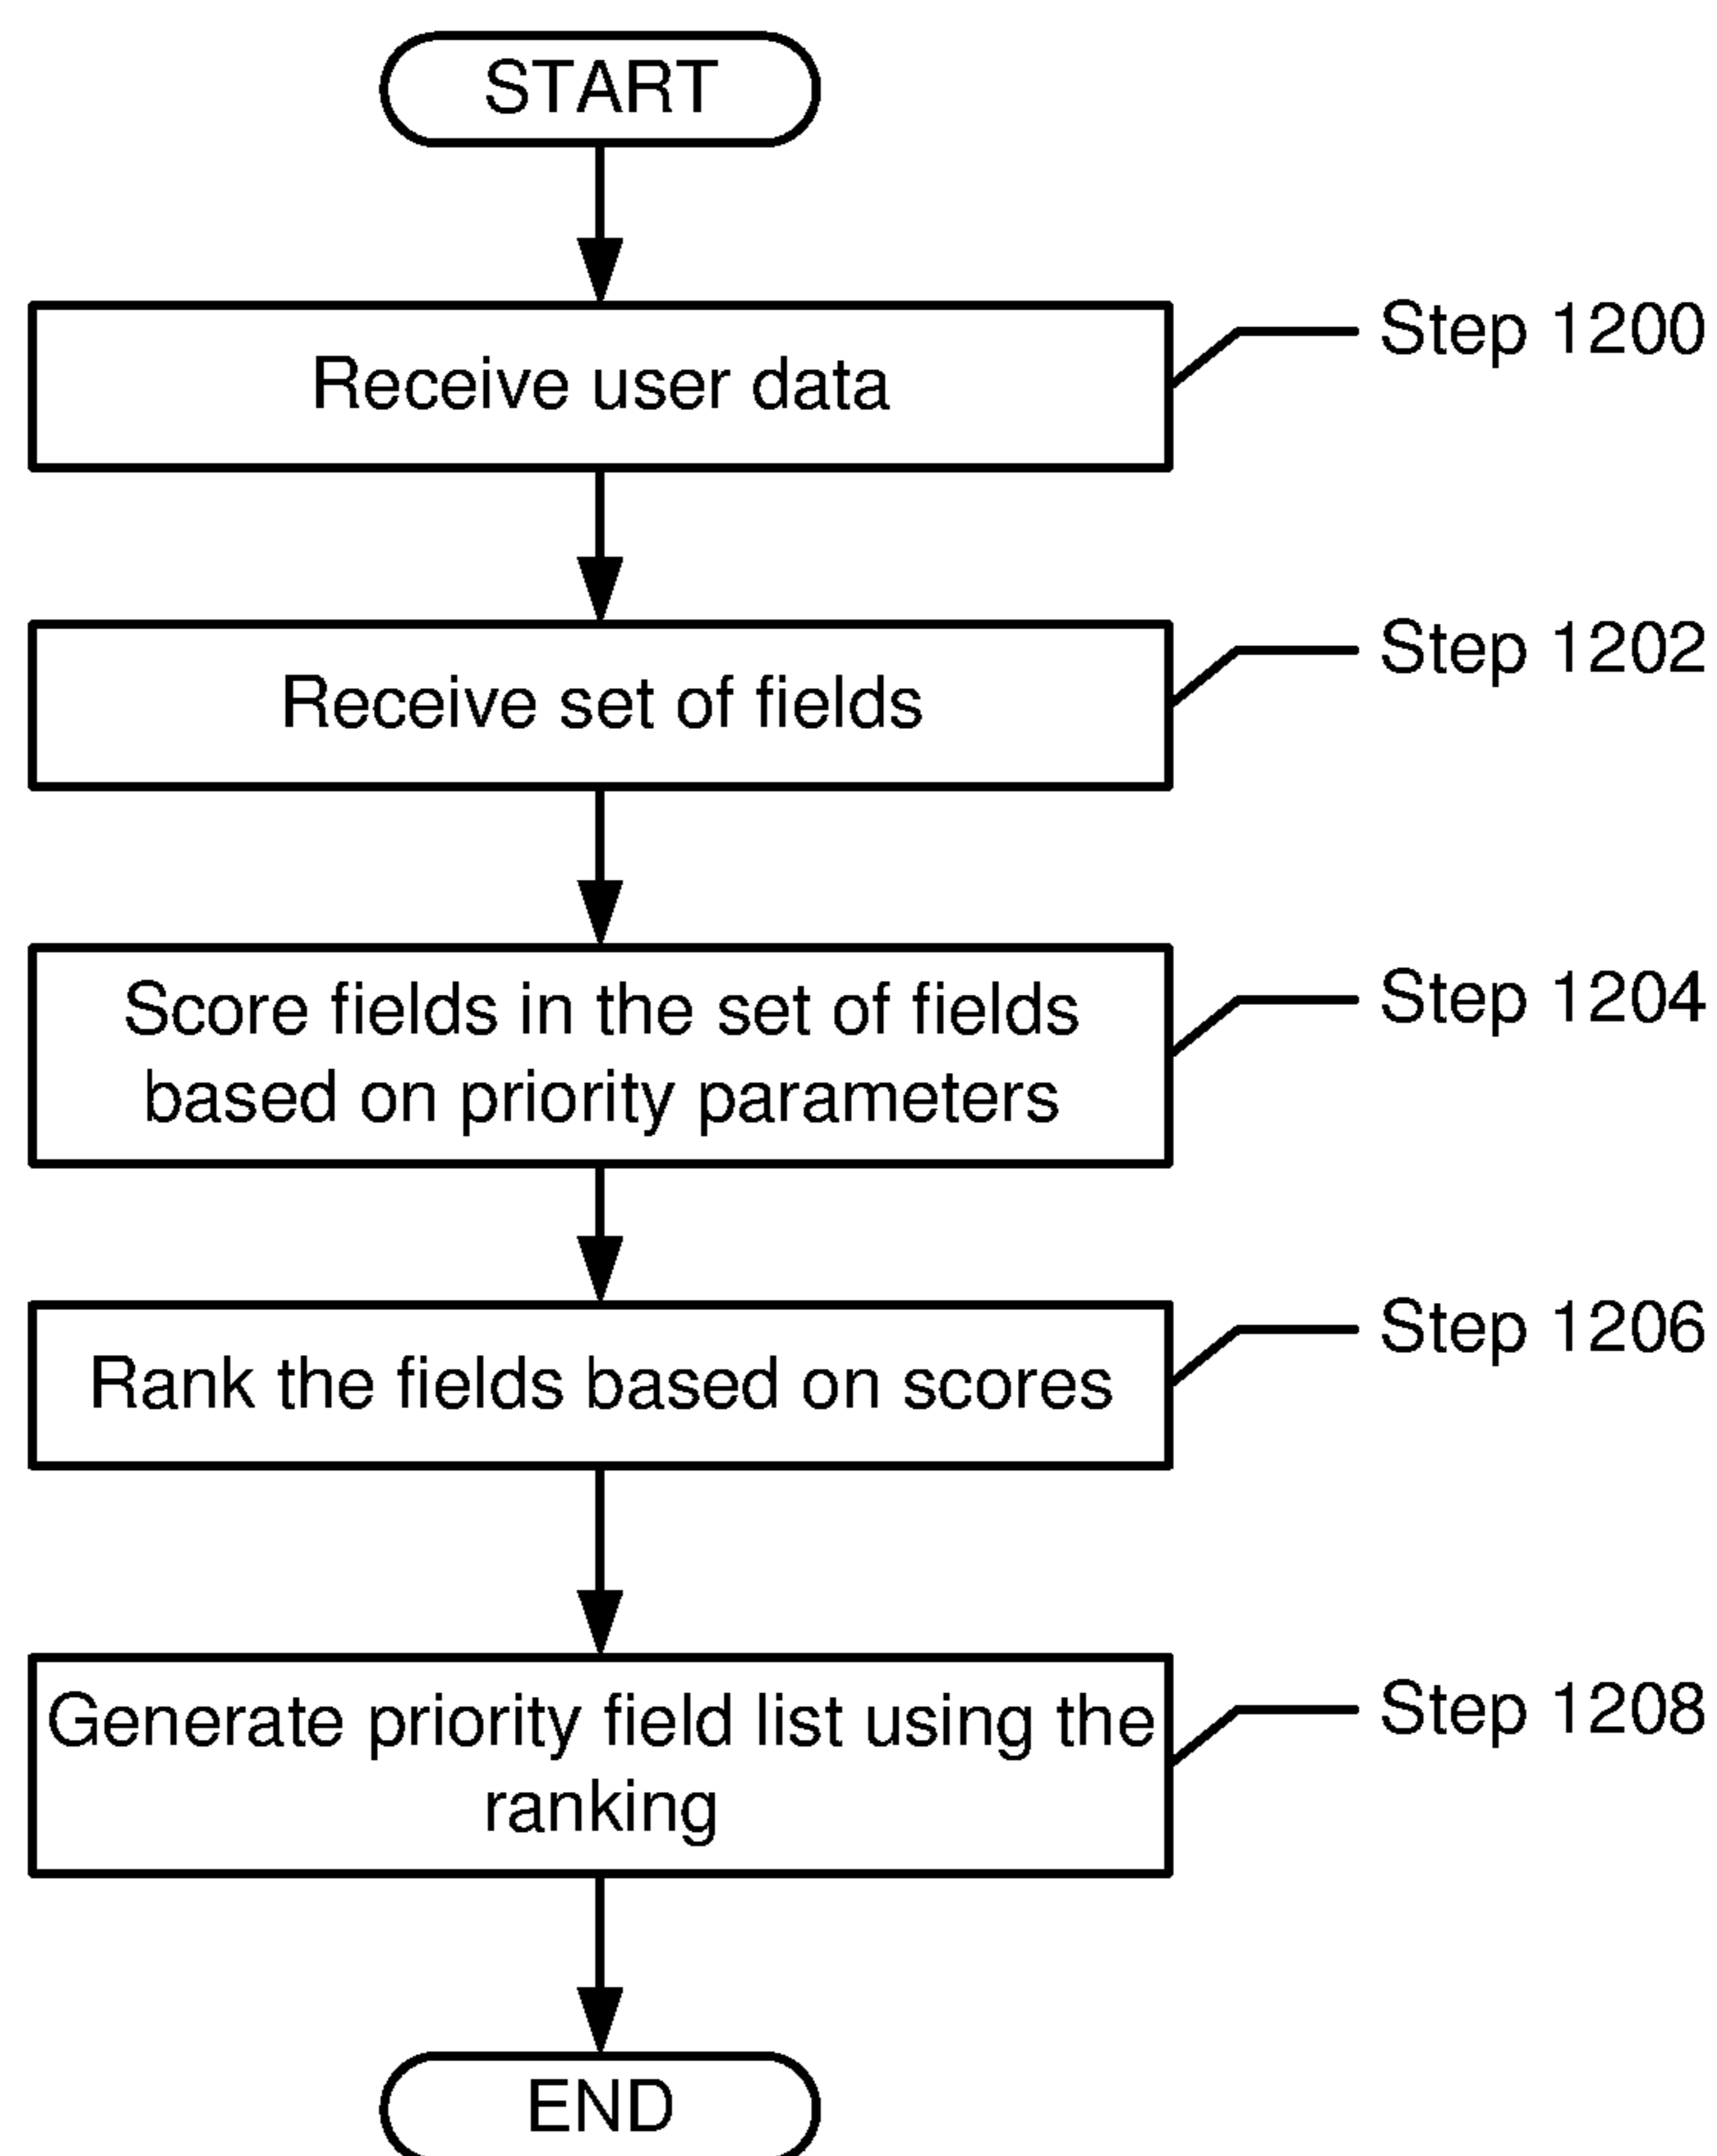 START
Receive user data
Step 1200
Receive set of fields
Step 1202
Score fields in the set of fields
based on priority parameters
Step 1204
Rank the fields based on scores
Step 1206
Generate priority field list using the
ranking
Step 1208
END